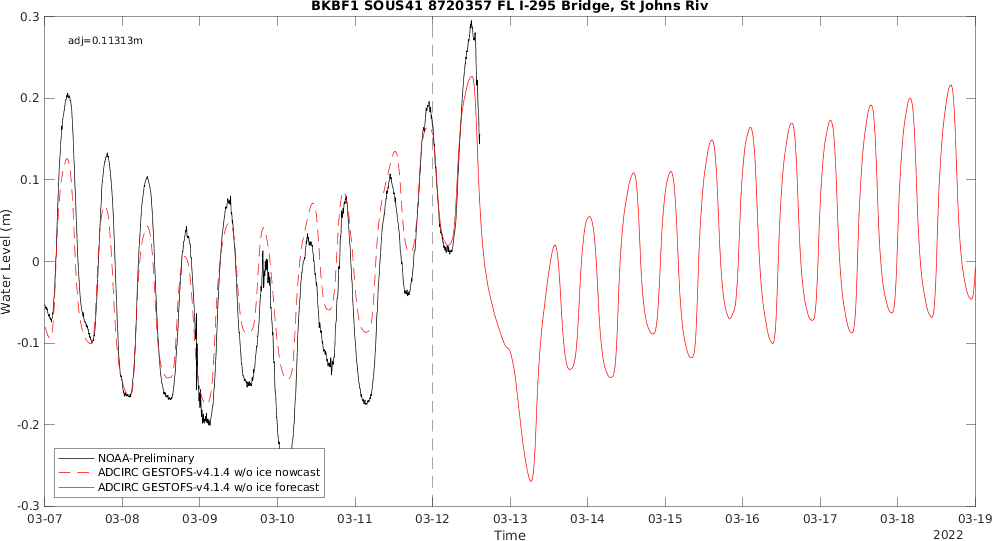 BKBF1 SOUS41 8720357 FL I-295 Bridge, St Johns Riv
adj=0.11313m
0.3
0.2
0.1
0
-0.1
-0.2
-0.3
Water Level (m)
NOAA-Preliminary
ADCIRC GESTOFS-v4.1.4 w/o ice nowcast
ADCIRC GESTOFS-v4.1.4 w/o ice forecast
03-07 03-08 03-09 03-10 03-11 03-12 03-13 03-14 03-15 03-16 03-17 03-18 03-19
Time
2022